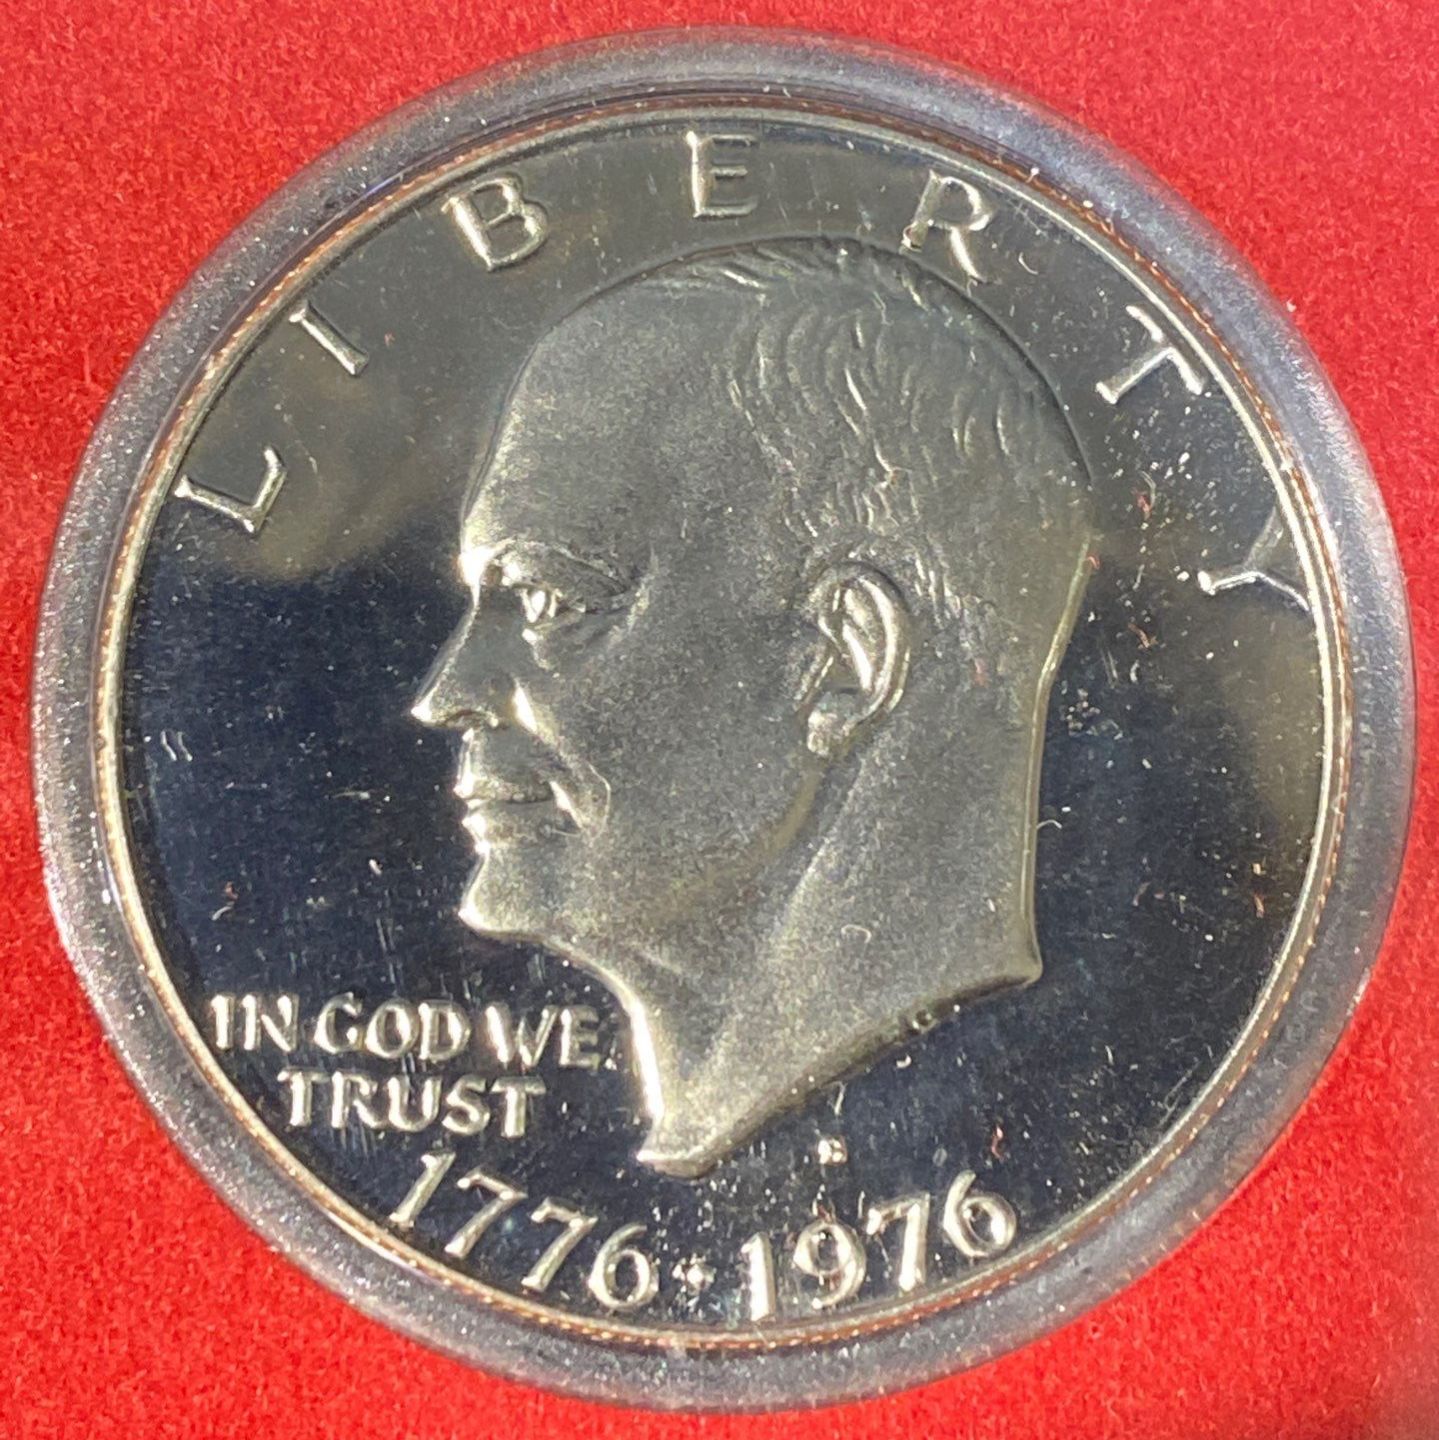 LIBERTY
IN GOD WE
TRUST
S
1776·1976